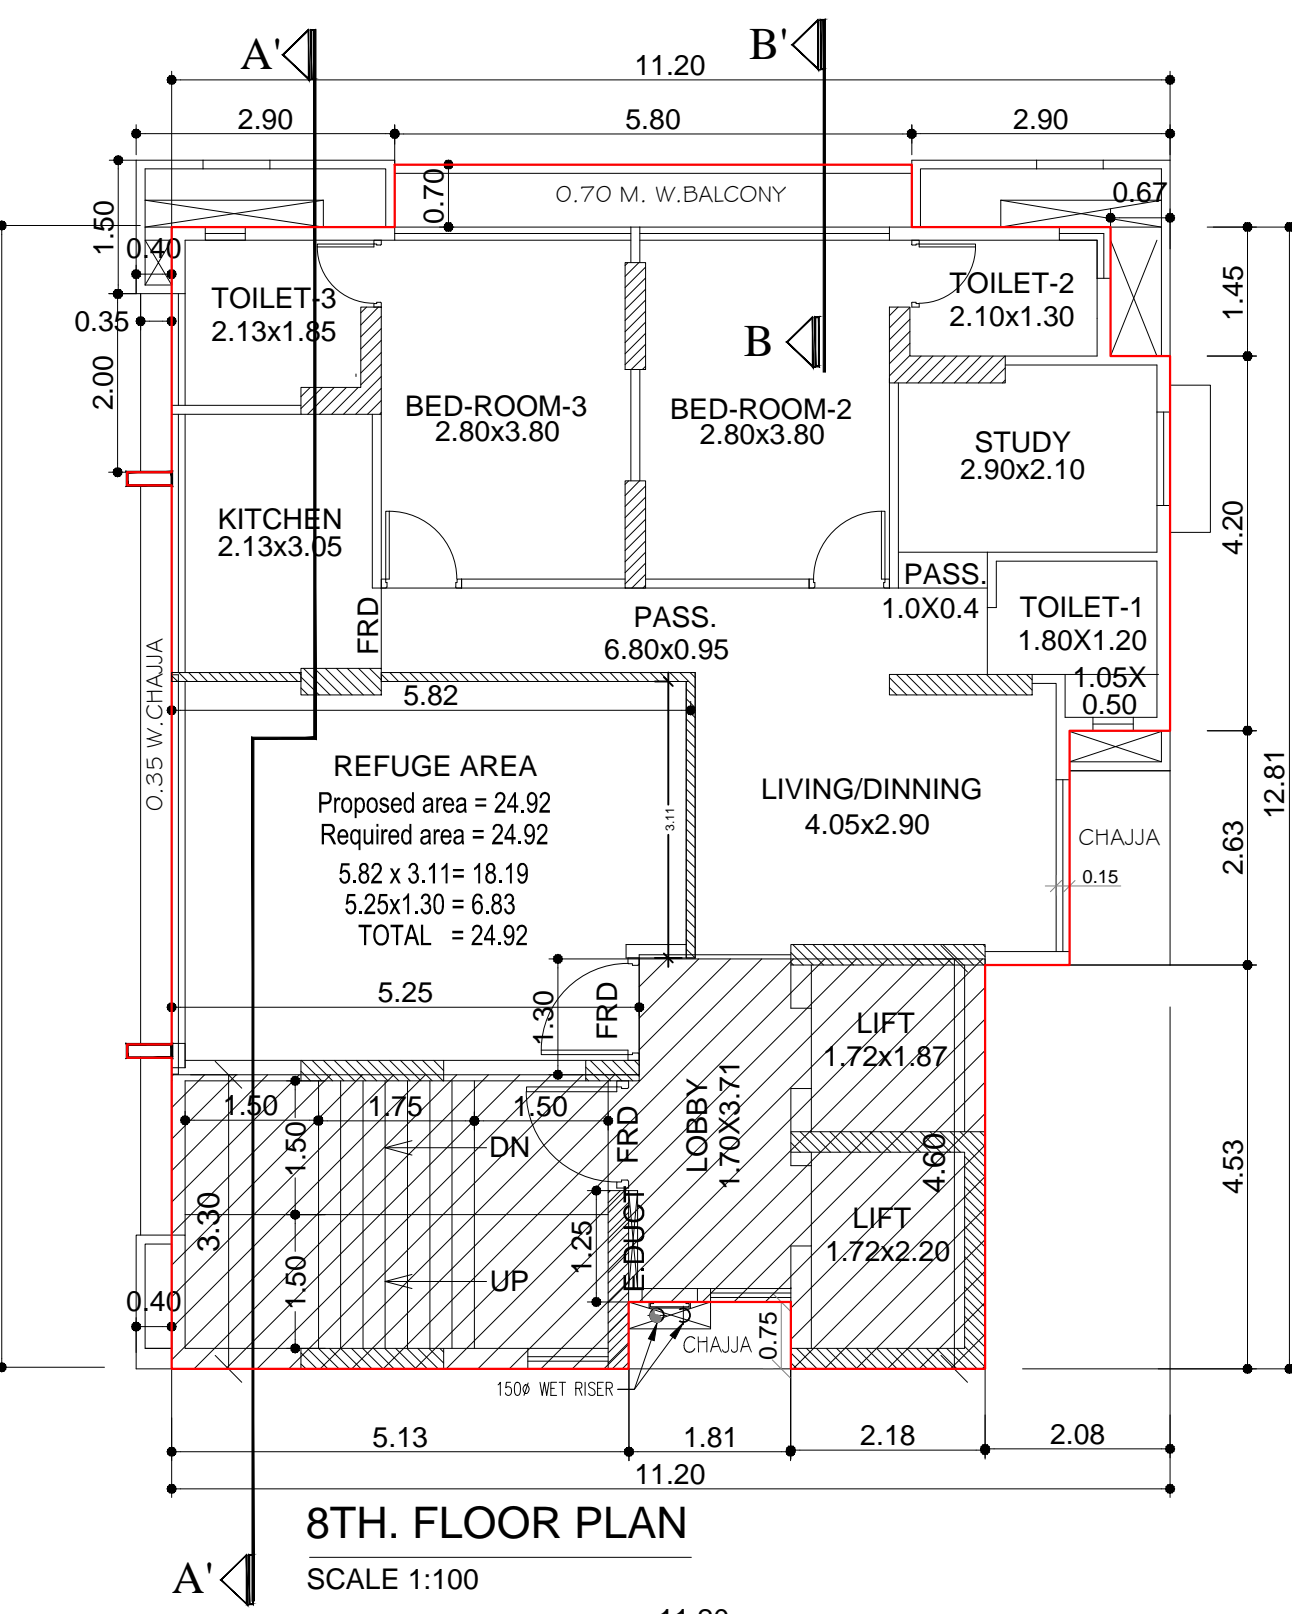 A'
B'
11.20
2.90
5.80
2.90
0.70
0.70 M. W.BALCONY
0.67
1.50
0.40
0.35
2.00
TOILET-3
2.13x1.85
B
TOILET-2
2.10x1.30
1.45
BED-ROOM-3
2.80x3.80
BED-ROOM-2
2.80x3.80
STUDY
2.90x2.10
4.20
KITCHEN
2.13x3.05
FRD
PASS.
6.80x0.95
PASS.
1.0X0.4
TOILET-1
1.80X1.20
1.05X
0.50
0.35 W.CHAJJA
5.82
3.11
REFUGE AREA
Proposed area = 24.92
Required area = 24.92
5.82 x 3.11= 18.19
5.25x1.30 = 6.83
TOTAL = 24.92
LIVING/DINNING
4.05x2.90
CHAJJA
0.15
2.63
12.81
5.25
1.30
FRD
LIFT
1.72x1.87
1.50
1.75
1.50
1.50
DN
FRD
LOBBY
1.70X3.71
4.60
4.53
3.30
1.50
UP
1.25
E.DUCT
LIFT
1.72x2.20
0.40
CHAJJA
0.75
150ø WET RISER
5.13
1.81
2.18
2.08
11.20
8TH. FLOOR PLAN
SCALE 1:100
A'
11.20